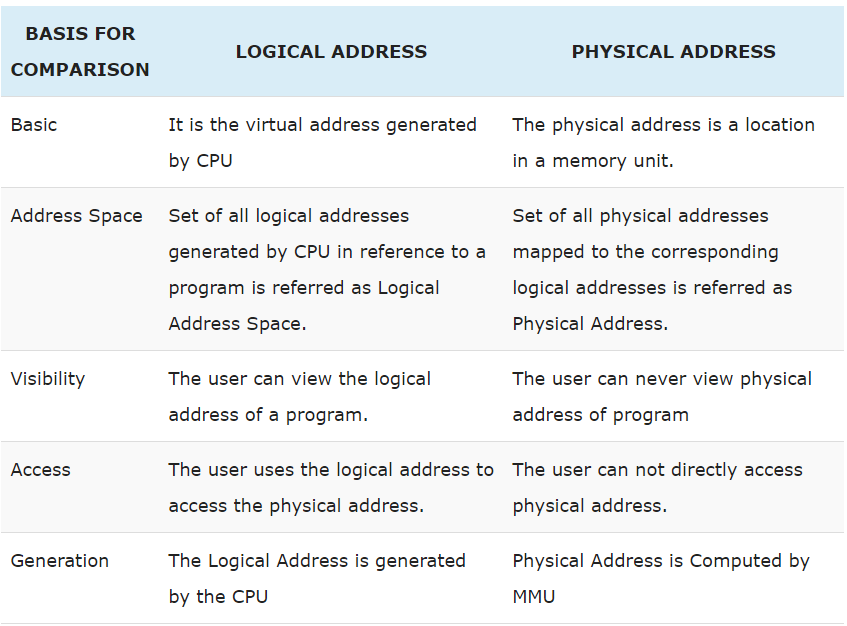 BASIS FOR
COMPARISON
LOGICAL ADDRESS
PHYSICAL ADDRESS
Basic
It is the virtual address generated
by CPU
The physical address is a location
in a memory unit.
Address Space
Set of all logical addresses
generated by CPU in reference to a
program is referred as Logical
Address Space.
Set of all physical addresses
mapped to the corresponding
logical addresses is referred as
Physical Address.
Visibility
The user can view the logical
address of a program.
The user can never view physical
address of program
Access
The user uses the logical address to
access the physical address.
The user can not directly access
physical address.
Generation
The Logical Address is generated
by the CPU
Physical Address is Computed by
MMU